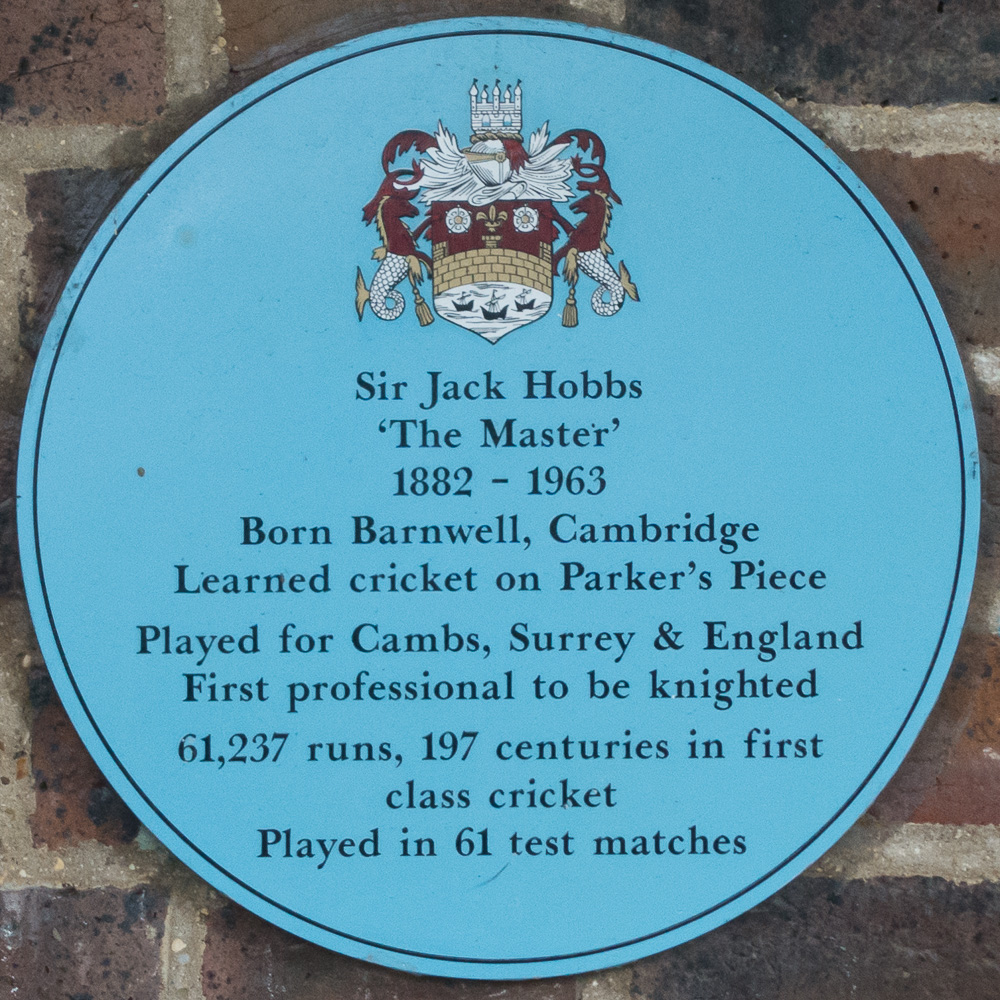 Sir Jack Hobbs
‘The Master’
1882 – 1963
Born Barnwell, Cambridge
Learned cricket on Parker’s Piece
Played for Cambs, Surrey & England
First professional to be knighted
61,237 runs, 197 centuries in first
class cricket
Played in 61 test matches